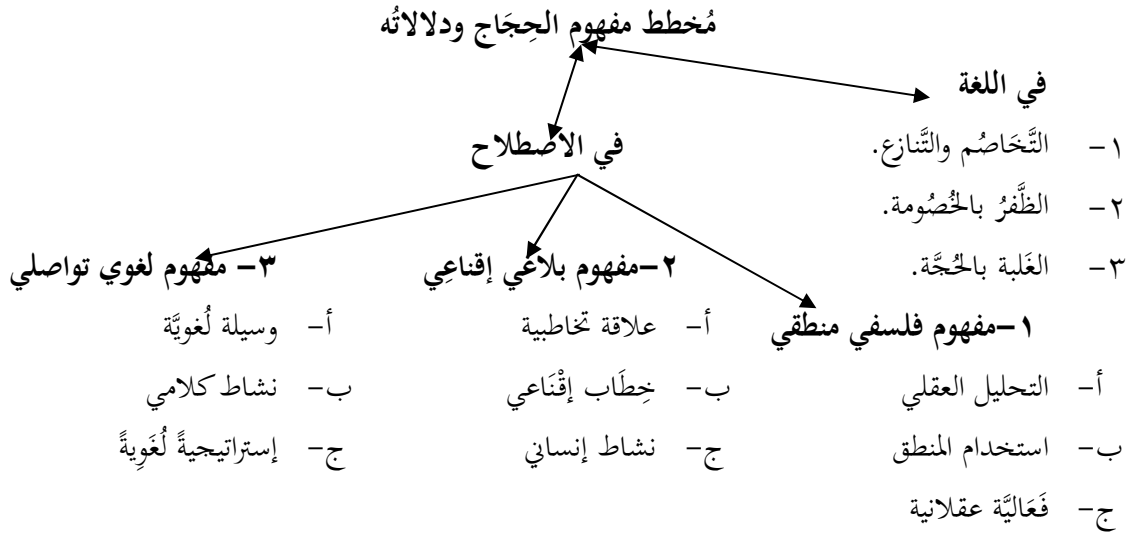 مُخطط مفهوم الحِجَاج ودلالاتُه
في اللغة
١- التَّخَاصُم والتَّنازع.
٢- الظَّفرُ بالخُصُومة.
٣- الغَلبة بالحُجَّة.
في الاصطلاح
١-مفهوم فلسفي منطقي
أ- التحليل العقلي
ب- استخدام المنطق
ج- فَعَاليَّة عقلانية
٢-مفهوم بلاغي إقناعِي
أ- علاقة تخاطبية
ب- خِطَاب إقْنَاعي
ج- نشاط إنساني
٣- مفهوم لغوي تواصلي
أ- وسيلة لُغويَّة
ب- نشاط كلامي
ج- إستراتيجيةً لُغَوِيةً